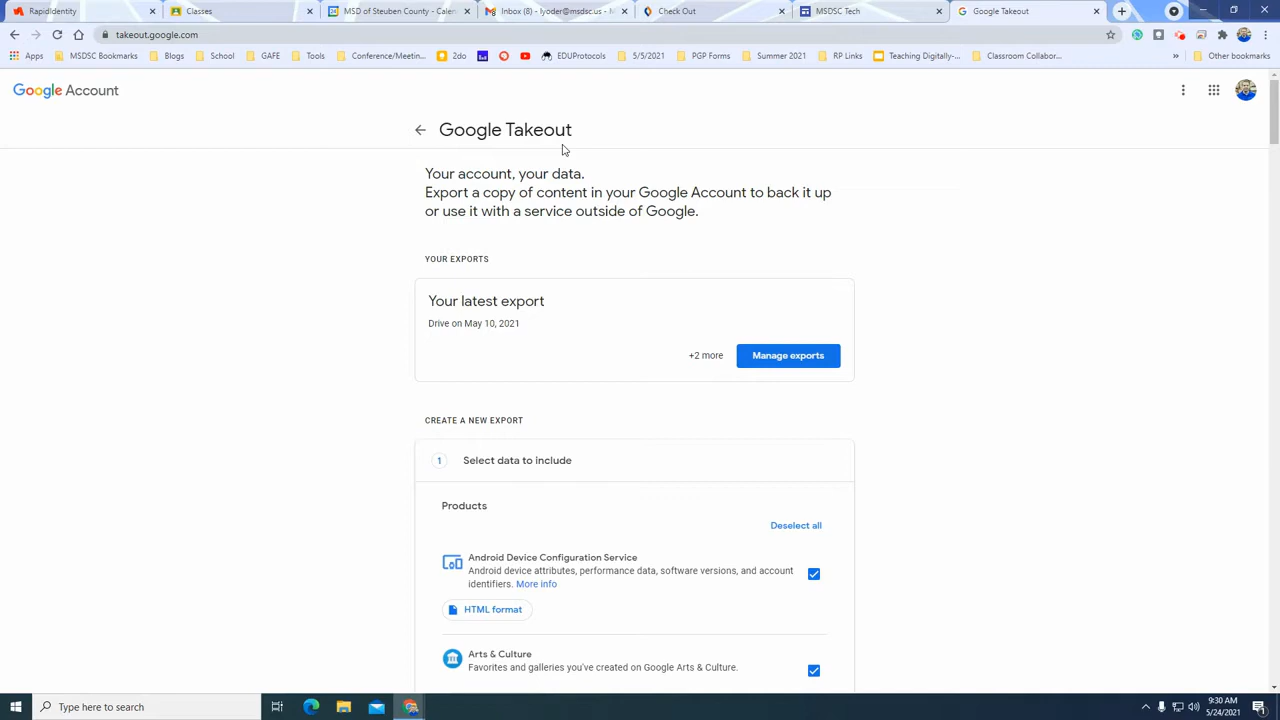 RapidIdentity
Classes
MSD of Steuben County - Calen
Inbox (8) - lyoder@msdsc.us - M
Check Out
MSDSC Tech
Google Takeout
takeout.google.com
Apps
MSDSC Bookmarks
Blogs
School
GAFE
Tools
Conference/Meetin...
2do
EDUProtocols
5/5/2021
PGP Forms
Summer 2021
RP Links
Teaching Digitally-...
Classroom Collabor...
»
Other bookmarks
Google Account
Google Takeout
Your account, your data.
Export a copy of content in your Google Account to back it up
or use it with a service outside of Google.
YOUR EXPORTS
Your latest export
Drive on May 10, 2021
+2 more
Manage exports
CREATE A NEW EXPORT
1 Select data to include
Products
Deselect all
Android Device Configuration Service
Android device attributes, performance data, software versions, and account
identifiers. More info
HTML format
Arts & Culture
Favorites and galleries you've created on Google Arts & Culture.
Type here to search
9:30 AM
5/24/2021